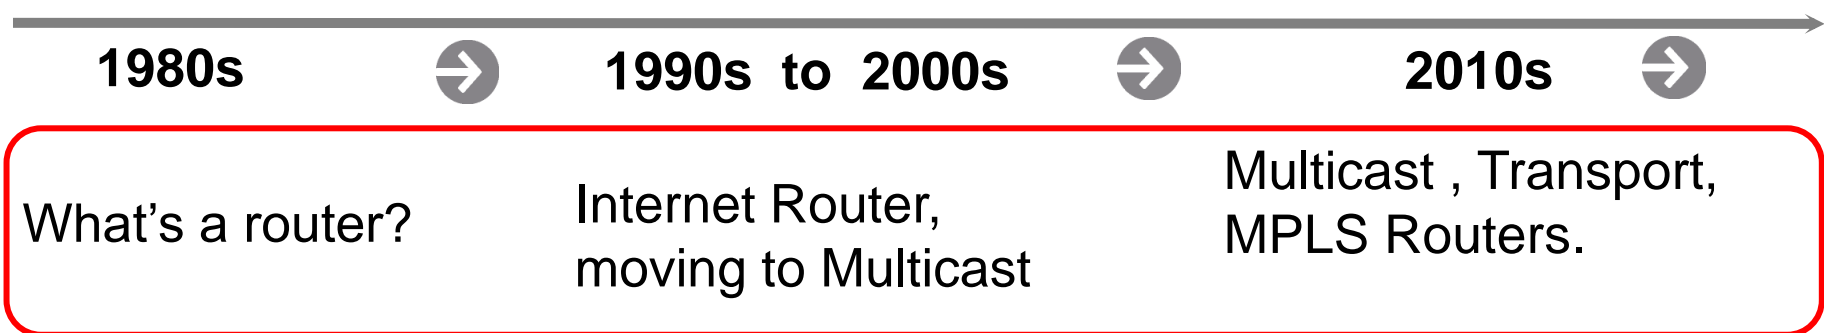 1980s
1990s to 2000s
2010s
What’s a router?
Internet Router,
moving to Multicast
Multicast , Transport,
MPLS Routers.